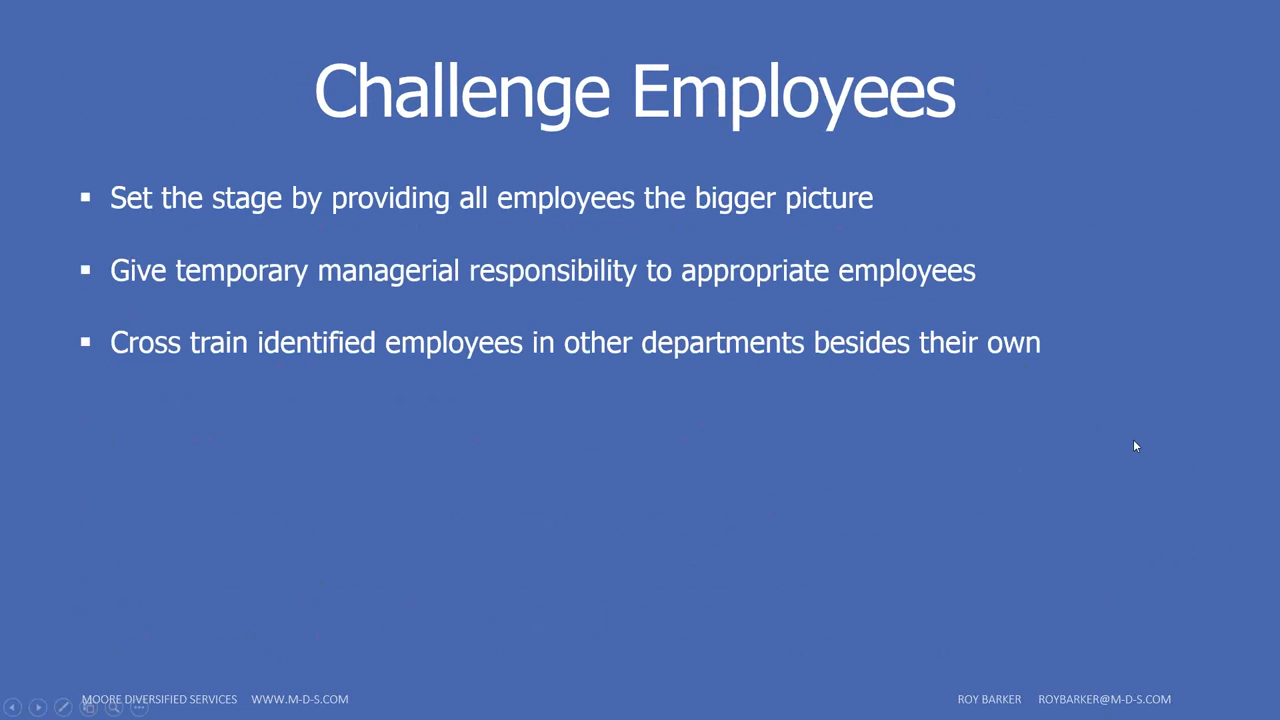 Challenge Employees
▪ Set the stage by providing all employees the bigger picture
▪ Give temporary managerial responsibility to appropriate employees
▪ Cross train identified employees in other departments besides their own
MOORE DIVERSIFIED SERVICES WWW.M-D-S.COM ROY BARKER ROYBARKER@M-D-S.COM